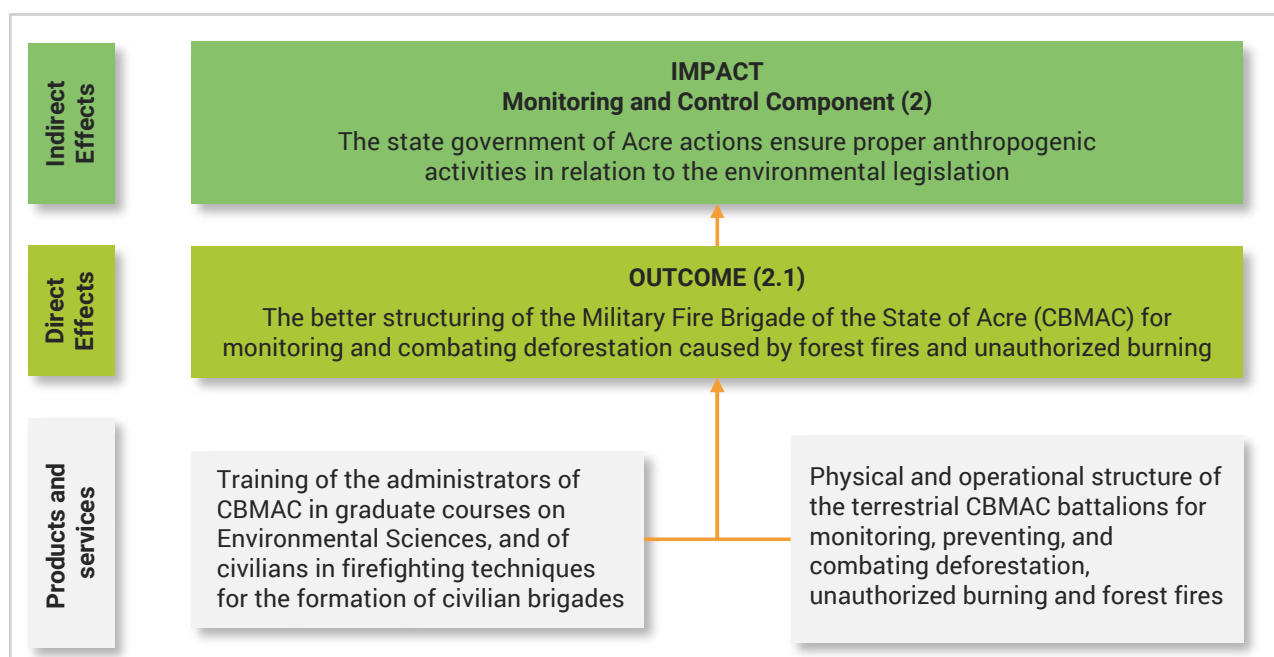 Indirect
Effects
IMPACT
Monitoring and Control Component (2)
The state government of Acre actions ensure proper anthropogenic
activities in relation to the environmental legislation
Direct
Effects
OUTCOME (2.1)
The better structuring of the Military Fire Brigade of the State of Acre (CBMAC) for
monitoring and combating deforestation caused by forest fires and unauthorized burning
Products and
services
Training of the administrators of
CBMAC in graduate courses on
Environmental Sciences, and of
civilians in firefighting techniques
for the formation of civilian brigades
Physical and operational structure of
the terrestrial CBMAC battalions for
monitoring, preventing, and
combating deforestation,
unauthorized burning and forest fires